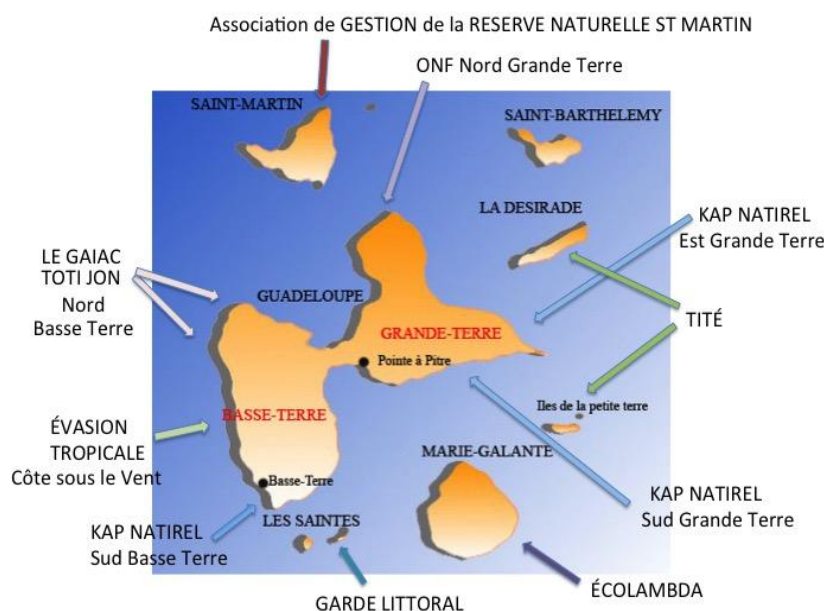 Association de GESTION de la RESERVE NATURELLE ST MARTIN
ONF Nord Grande Terre
SAINT-MARTIN
SAINT-BARTHELEMY
LA DESIRADE
KAP NATIREL
Est Grande Terre
LE GAIAC
TOTI JON
Nord
Basse Terre
GUADELOUPE
GRANDE-TERRE
TITÉ
Pointe à Pitre
Iles de la petite terre
BASSE-TERRE
ÉVASION
TROPICALE
Côte sous le Vent
MARIE-GALANTE
Basse-Terre
KAP NATIREL
Sud Grande Terre
LES SAINTES
KAP NATIREL
Sud Basse Terre
ÉCOLAMBDA
GARDE LITTORAL